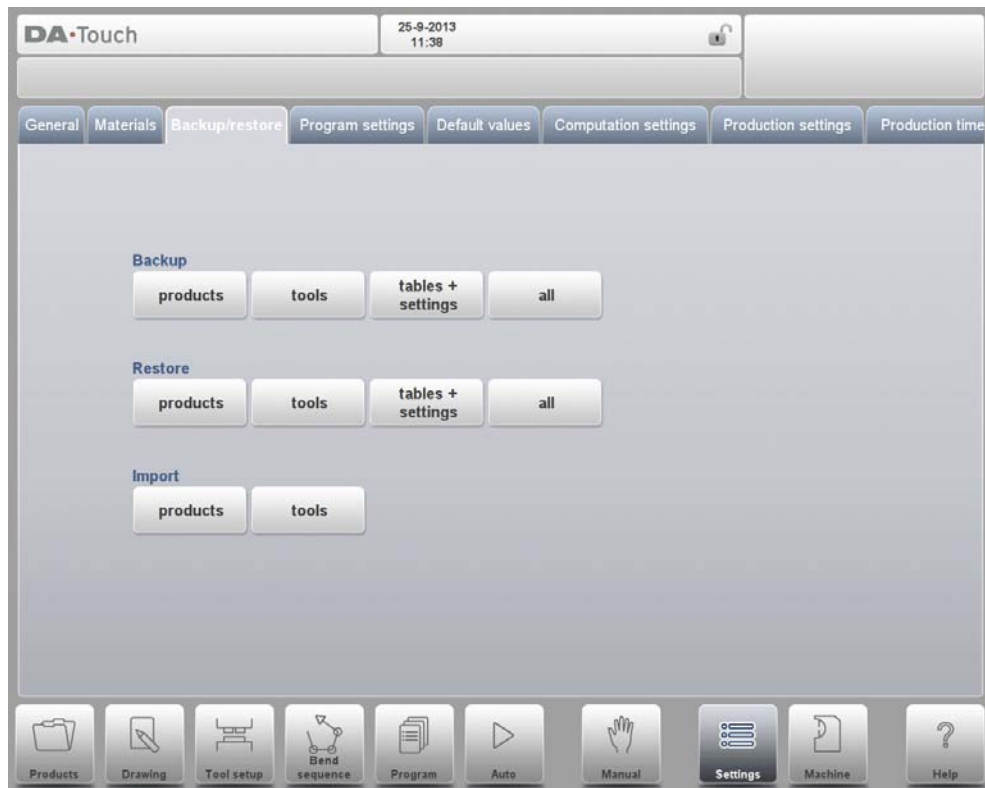 DA•Touch
25-9-2013
11:38
General Materials Backup/restore Program settings Default values Computation settings Production settings Production time
Backup
products tools tables + settings all
Restore
products tools tables + settings all
Import
products tools
Products Drawing Tool setup Bend sequence Program Auto Manual Settings Machine Help